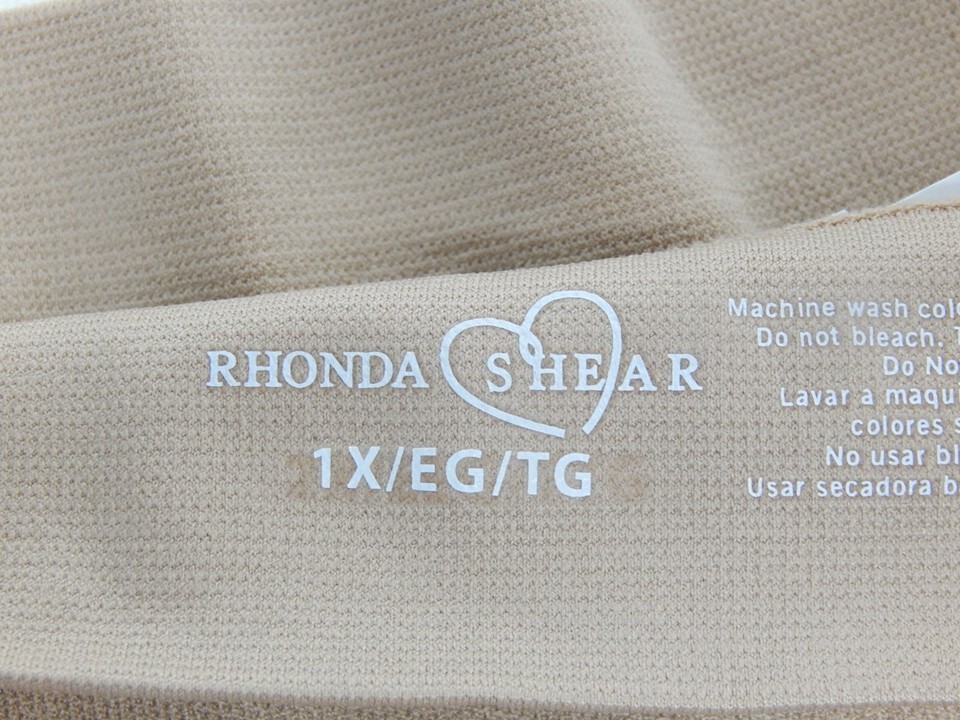 RHONDA SHEAR
1X/EG/TG
Machine wash
Do not bleach.
Do
Lavar a
colores
No usar
Usar secadora